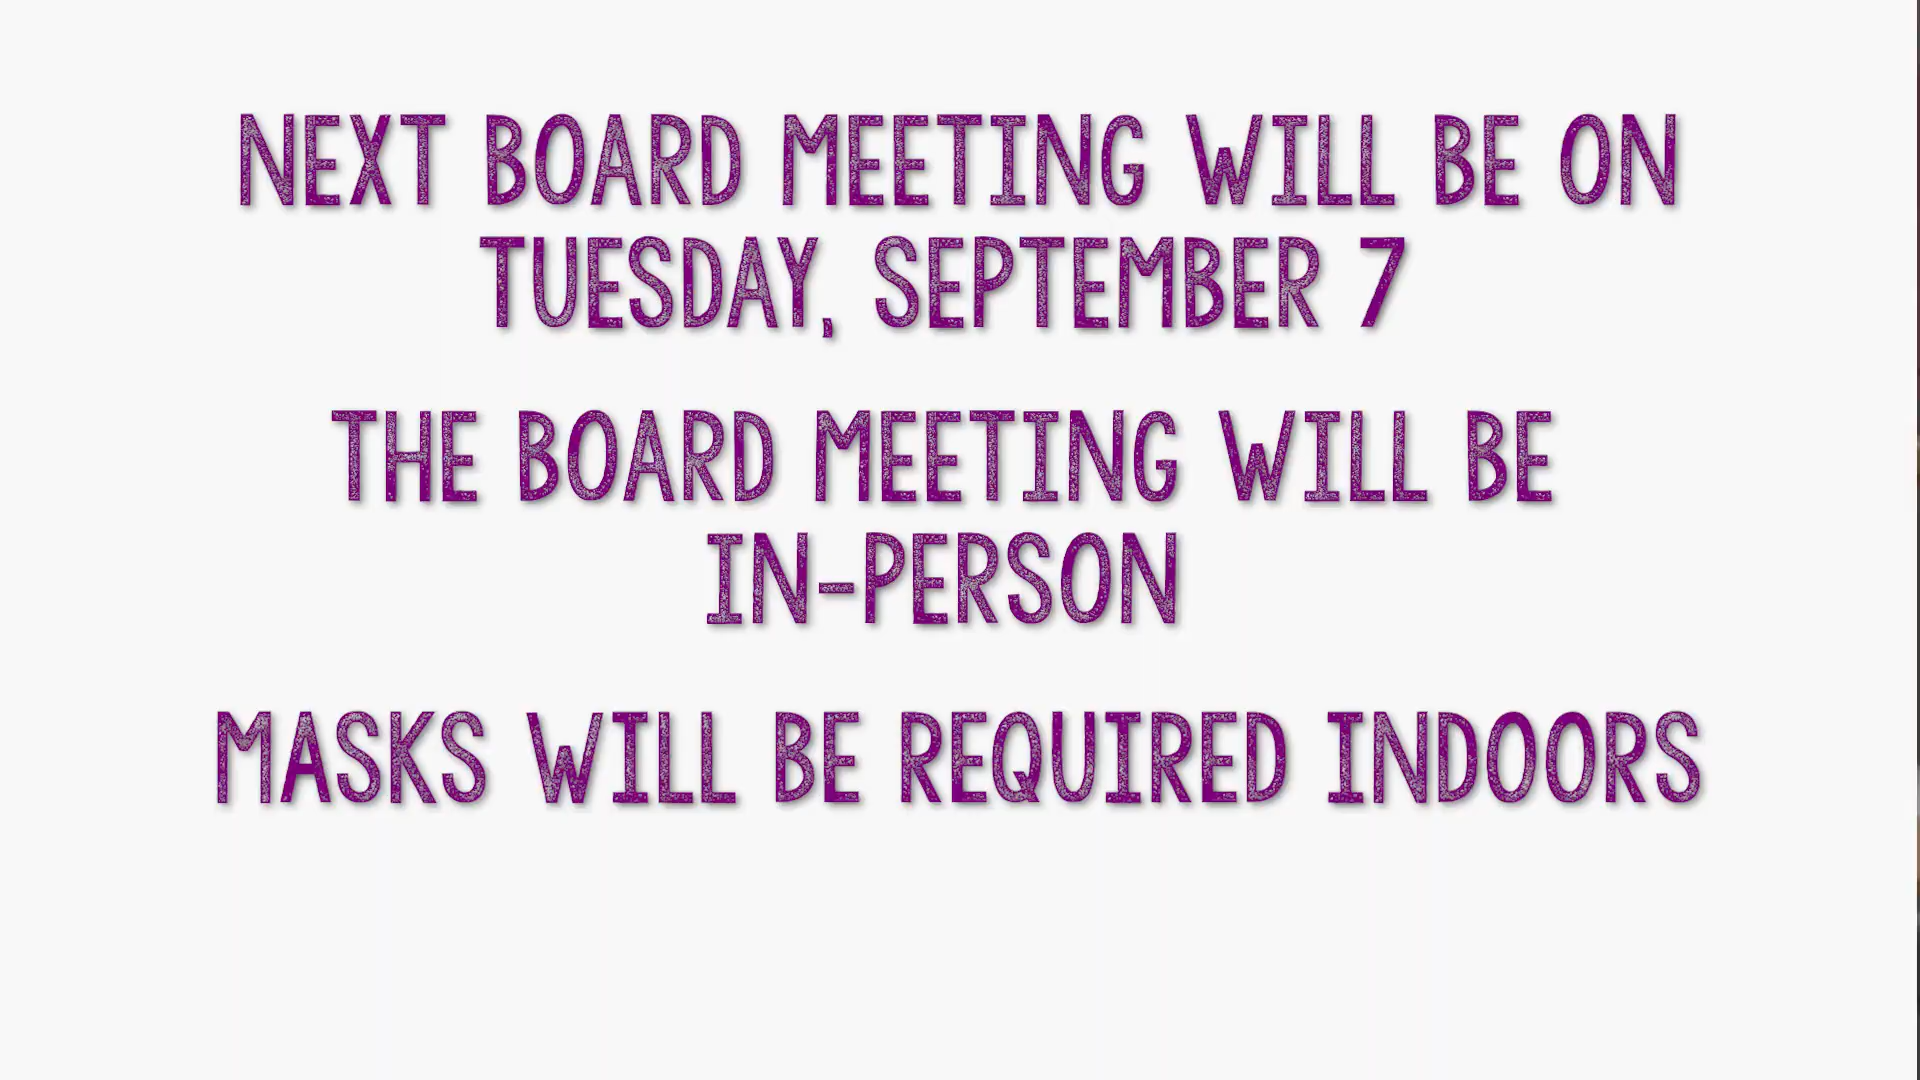 NEXT BOARD MEETING WILL BE ON
TUESDAY, SEPTEMBER 7
THE BOARD MEETING WILL BE
IN-PERSON
MASKS WILL BE REQUIRED INDOORS